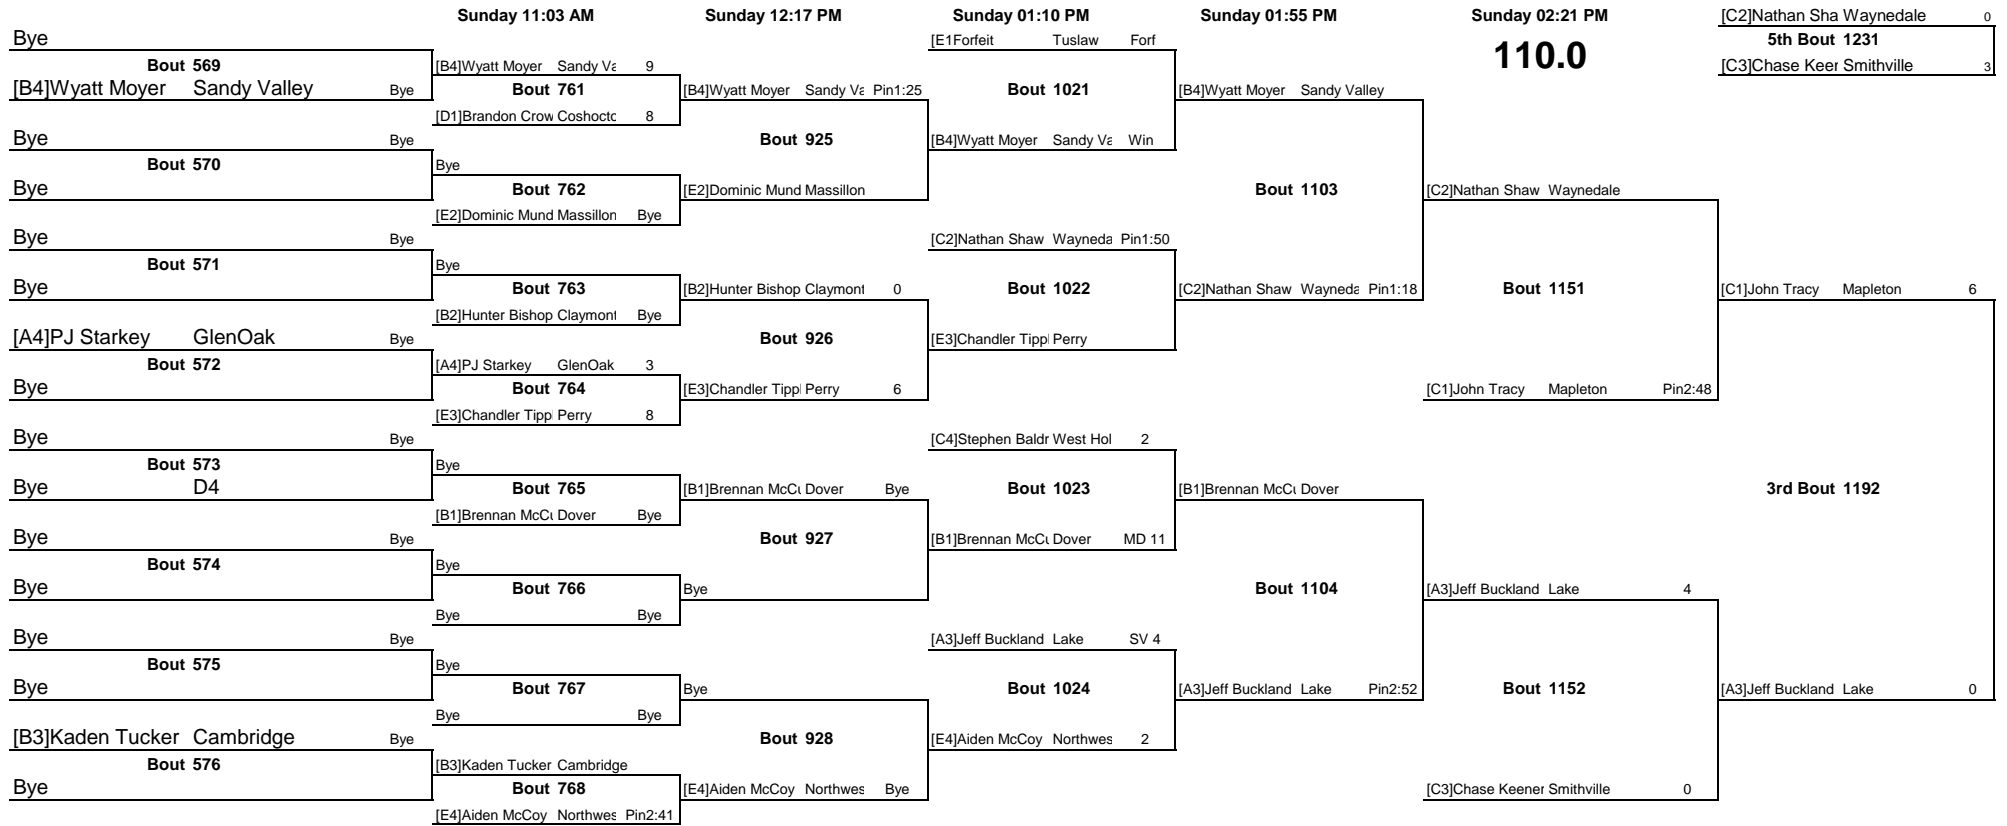 Sunday 11:03 AM Sunday 12:17 PM Sunday 01:10 PM Sunday 01:55 PM Sunday 02:21 PM
110.0
[C2]Nathan Sha Waynedale 0
5th Bout 1231
[C3]Chase Keer Smithville 3
Bye
Bout 569
[B4]Wyatt Moyer Sandy Valley Bye
Bye Bye
Bout 570
Bye
Bye Bye
Bout 571
Bye
[A4]PJ Starkey GlenOak Bye
Bout 572
Bye
Bye Bye
Bout 573
Bye D4
Bye Bye
Bout 574
Bye
Bye Bye
Bout 575
Bye
[B3]Kaden Tucker Cambridge Bye
Bout 576
Bye
[B4]Wyatt Moyer Sandy Va 9
Bout 761
[D1]Brandon Crow Coshocto 8
Bye
Bout 762
[E2]Dominic Mund Massillon Bye
Bye
Bout 763
[B2]Hunter Bishop Claymont Bye
[A4]PJ Starkey GlenOak 3
Bout 764
[E3]Chandler Tippl Perry 8
Bye
Bout 765
[B1]Brennan McCu Dover Bye
Bye
Bout 766
Bye Bye
Bye
Bout 767
Bye Bye
[B3]Kaden Tucker Cambridge
Bout 768
[E4]Aiden McCoy Northwes Pin2:41
[B4]Wyatt Moyer Sandy Va Pin1:25
Bout 925
[E2]Dominic Mund Massillon
[B2]Hunter Bishop Claymont 0
Bout 926
[E3]Chandler Tippl Perry 6
[B1]Brennan McCu Dover Bye
Bout 927
Bye
Bye
Bout 928
[E4]Aiden McCoy Northwes Bye
[E1Forfeit Tuslaw Forf
Bout 1021
[B4]Wyatt Moyer Sandy Va Win
[C2]Nathan Shaw Wayneda Pin1:50
Bout 1022
[E3]Chandler Tippl Perry
[C4]Stephen Baldr West Hol 2
Bout 1023
[B1]Brennan McCu Dover MD 11
[A3]Jeff Buckland Lake SV 4
Bout 1024
[E4]Aiden McCoy Northwes 2
[B4]Wyatt Moyer Sandy Valley
Bout 1103
[C2]Nathan Shaw Wayneda Pin1:18
[B1]Brennan McCu Dover
Bout 1104
[A3]Jeff Buckland Lake Pin2:52
[C2]Nathan Shaw Waynedale
Bout 1151
[C1]John Tracy Mapleton Pin2:48
[A3]Jeff Buckland Lake 4
Bout 1152
[C3]Chase Keener Smithville 0
[C1]John Tracy Mapleton 6
3rd Bout 1192
[A3]Jeff Buckland Lake 0